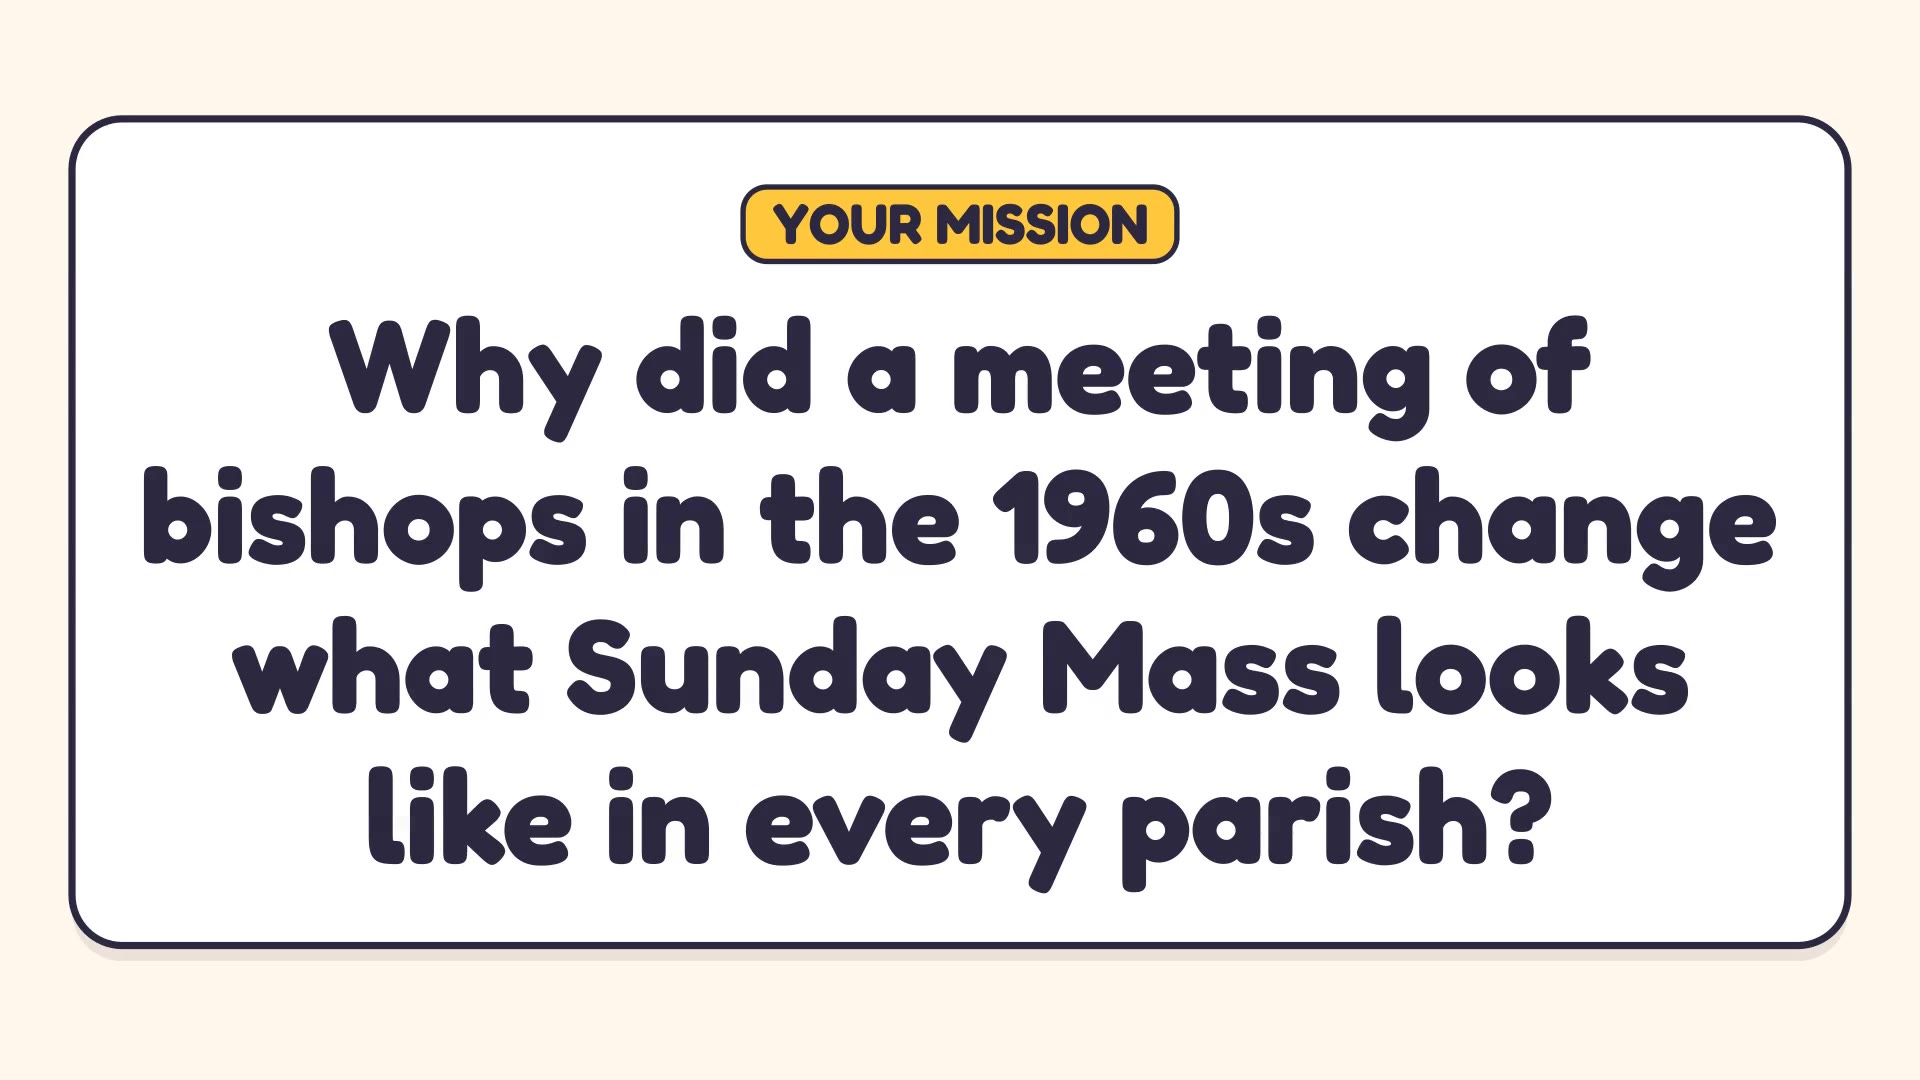 YOUR MISSION
Why did a meeting of
bishops in the 1960s change
what Sunday Mass looks
like in every parish?